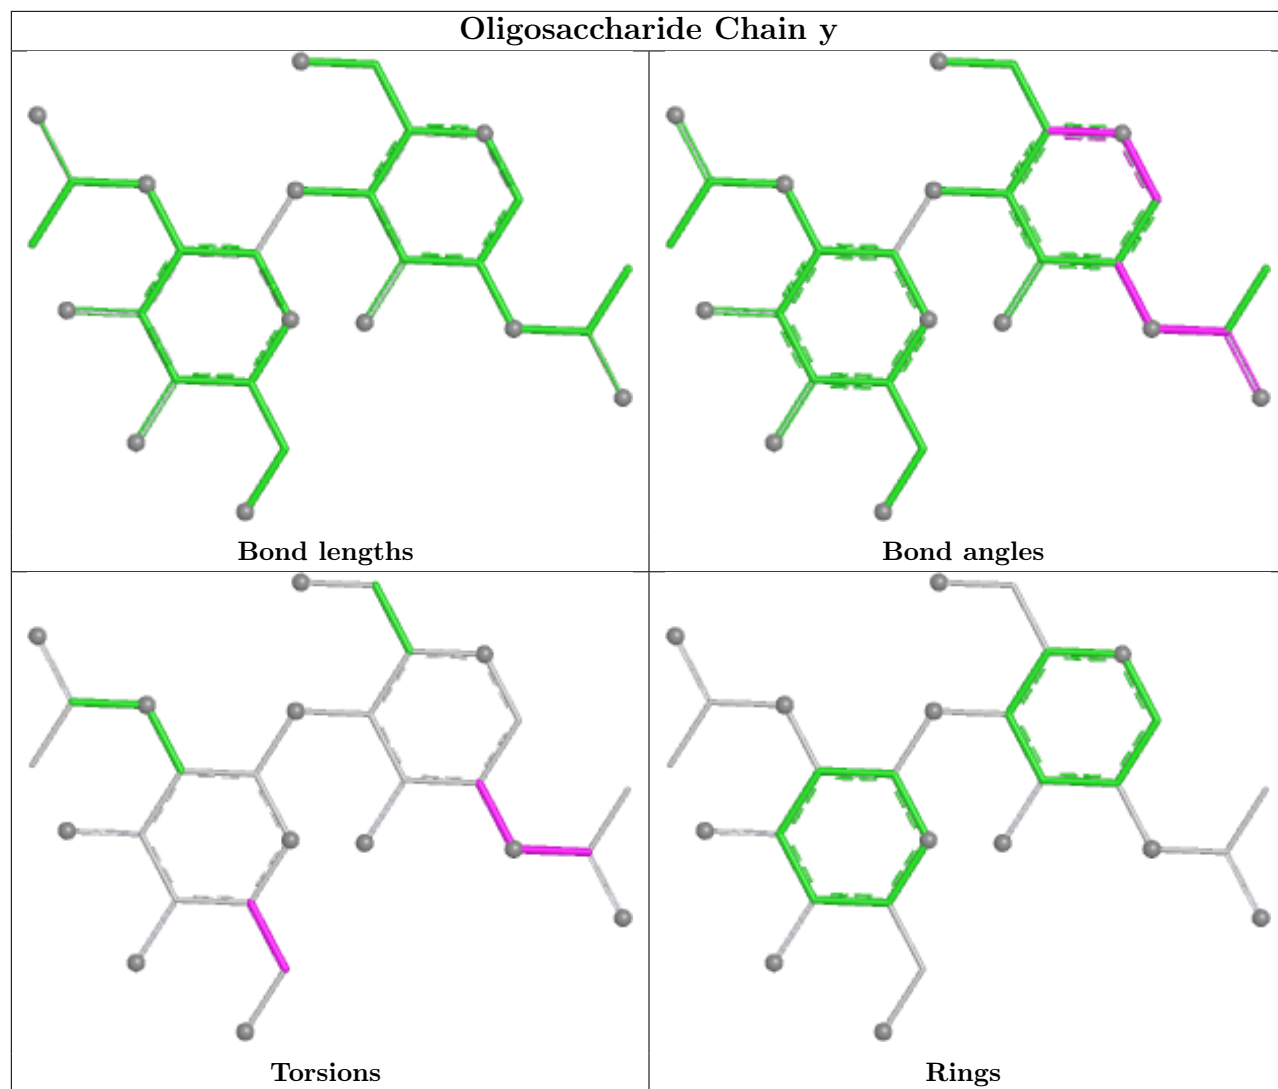 Oligosaccharide Chain y
Bond lengths
Bond angles
Torsions
Rings